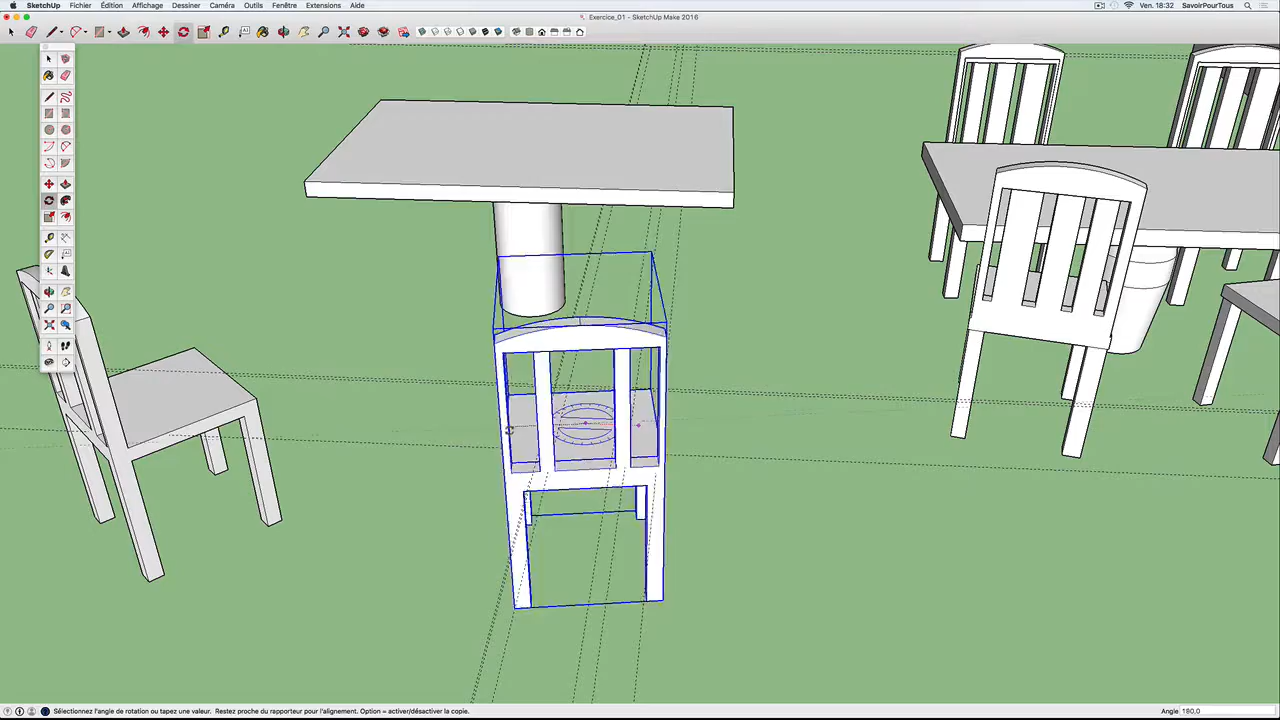 SketchUp Fichier Édition Affichage Dessiner Caméra Outils Fenêtre Extensions Aide Ven. 18:32 SavoirPourTous
Exercice_01 - SketchUp Make 2016
Sélectionnez l'angle de rotation ou tapez une valeur. Restez proche du rapporteur pour l'alignement. Option = activer/désactiver la copie. Angle 180,0